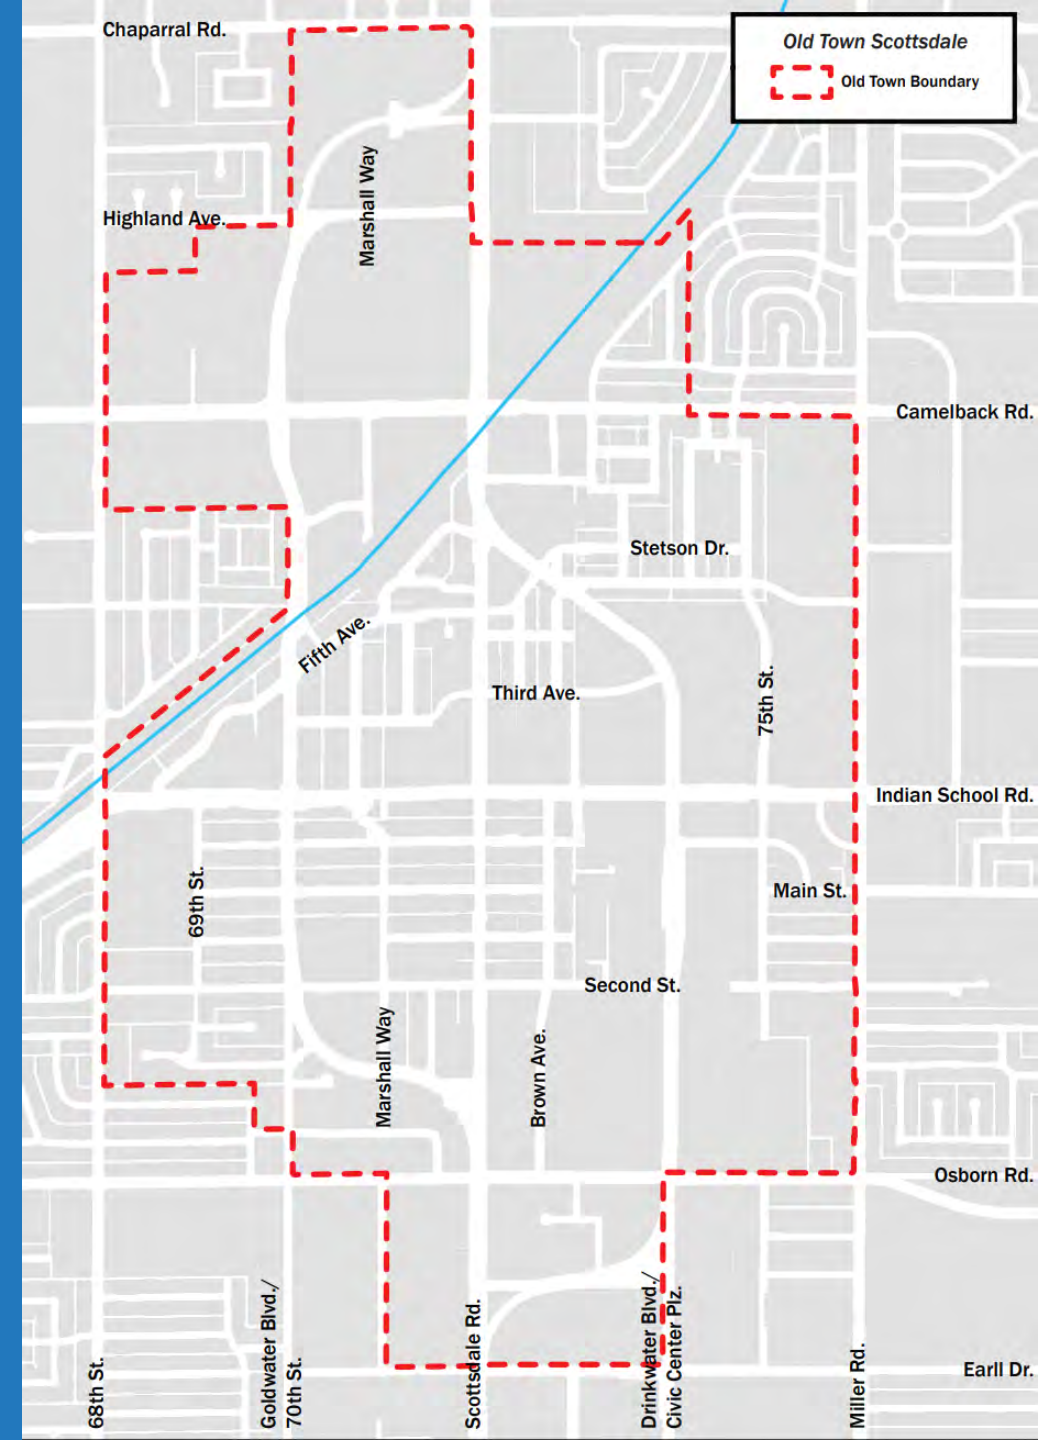 Chaparral Rd.
Old Town Scottsdale
Old Town Boundary
Marshall Way
Highland Ave.
Camelback Rd.
Stetson Dr.
Fifth Ave.
Third Ave.
75th St.
Indian School Rd.
69th St.
Main St.
Second St.
Marshall Way
Brown Ave.
Osborn Rd.
68th St.
Goldwater Blvd./
70th St.
Scottsdale Rd.
Drinkwater Blvd./
Civic Center Plz.
Miller Rd.
Earll Dr.